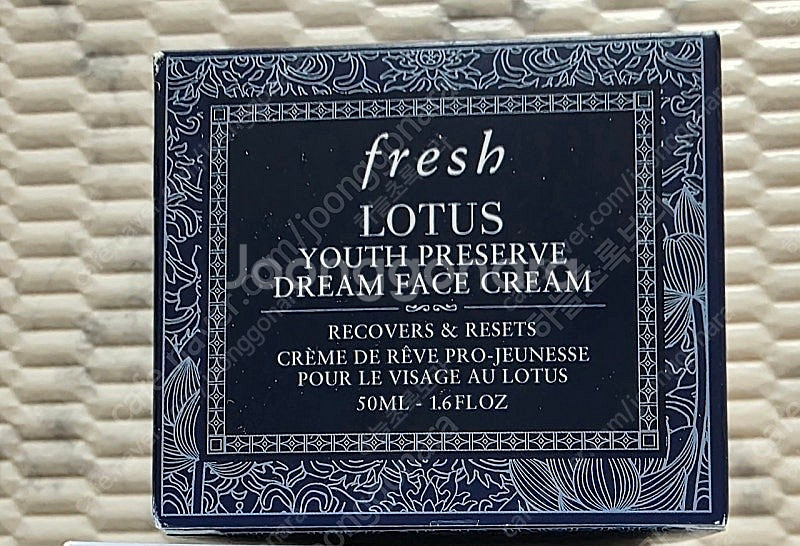 fresh
LOTUS
YOUTH PRESERVE
DREAM FACE CREAM
RECOVERS & RESETS
CRÈME DE RÊVE PRO-JEUNESSE
POUR LE VISAGE AU LOTUS
50ML - 1.6FLOZ
Joonggonara